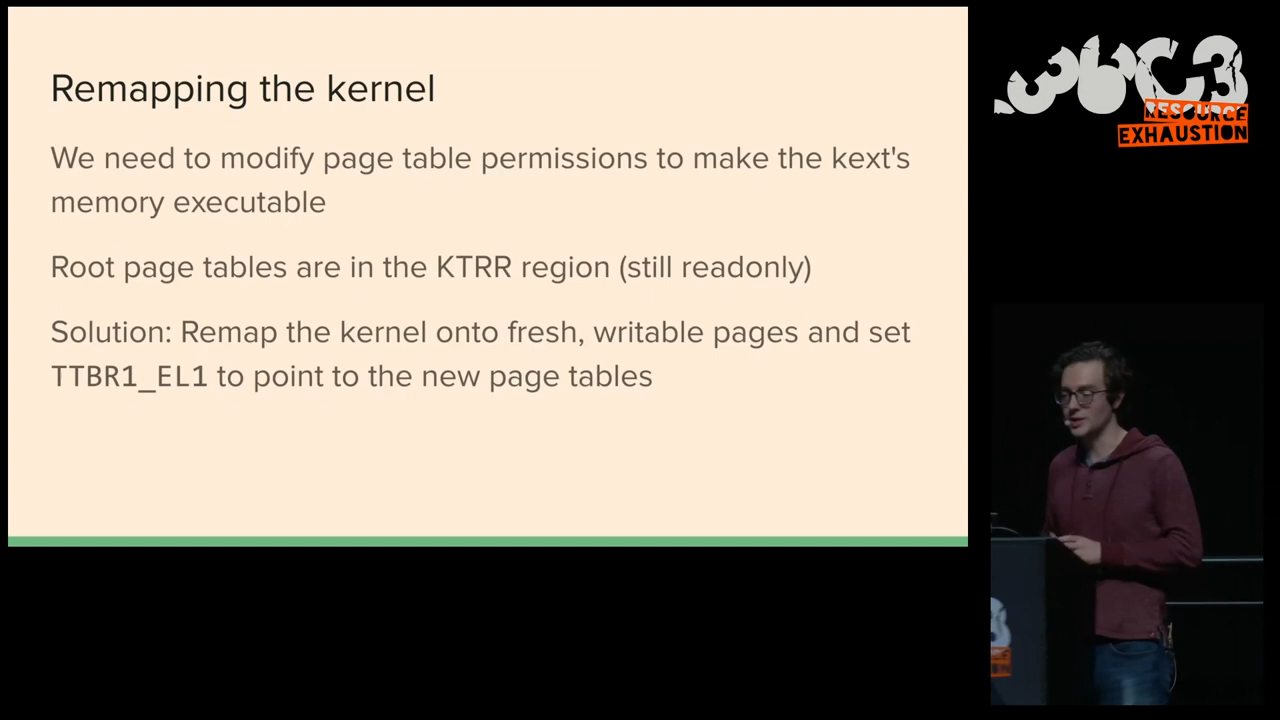 Remapping the kernel
We need to modify page table permissions to make the kext's
memory executable
Root page tables are in the KTRR region (still readonly)
Solution: Remap the kernel onto fresh, writable pages and set
TTBR1_EL1 to point to the new page tables
36C3
RESOURCE
EXHAUSTION